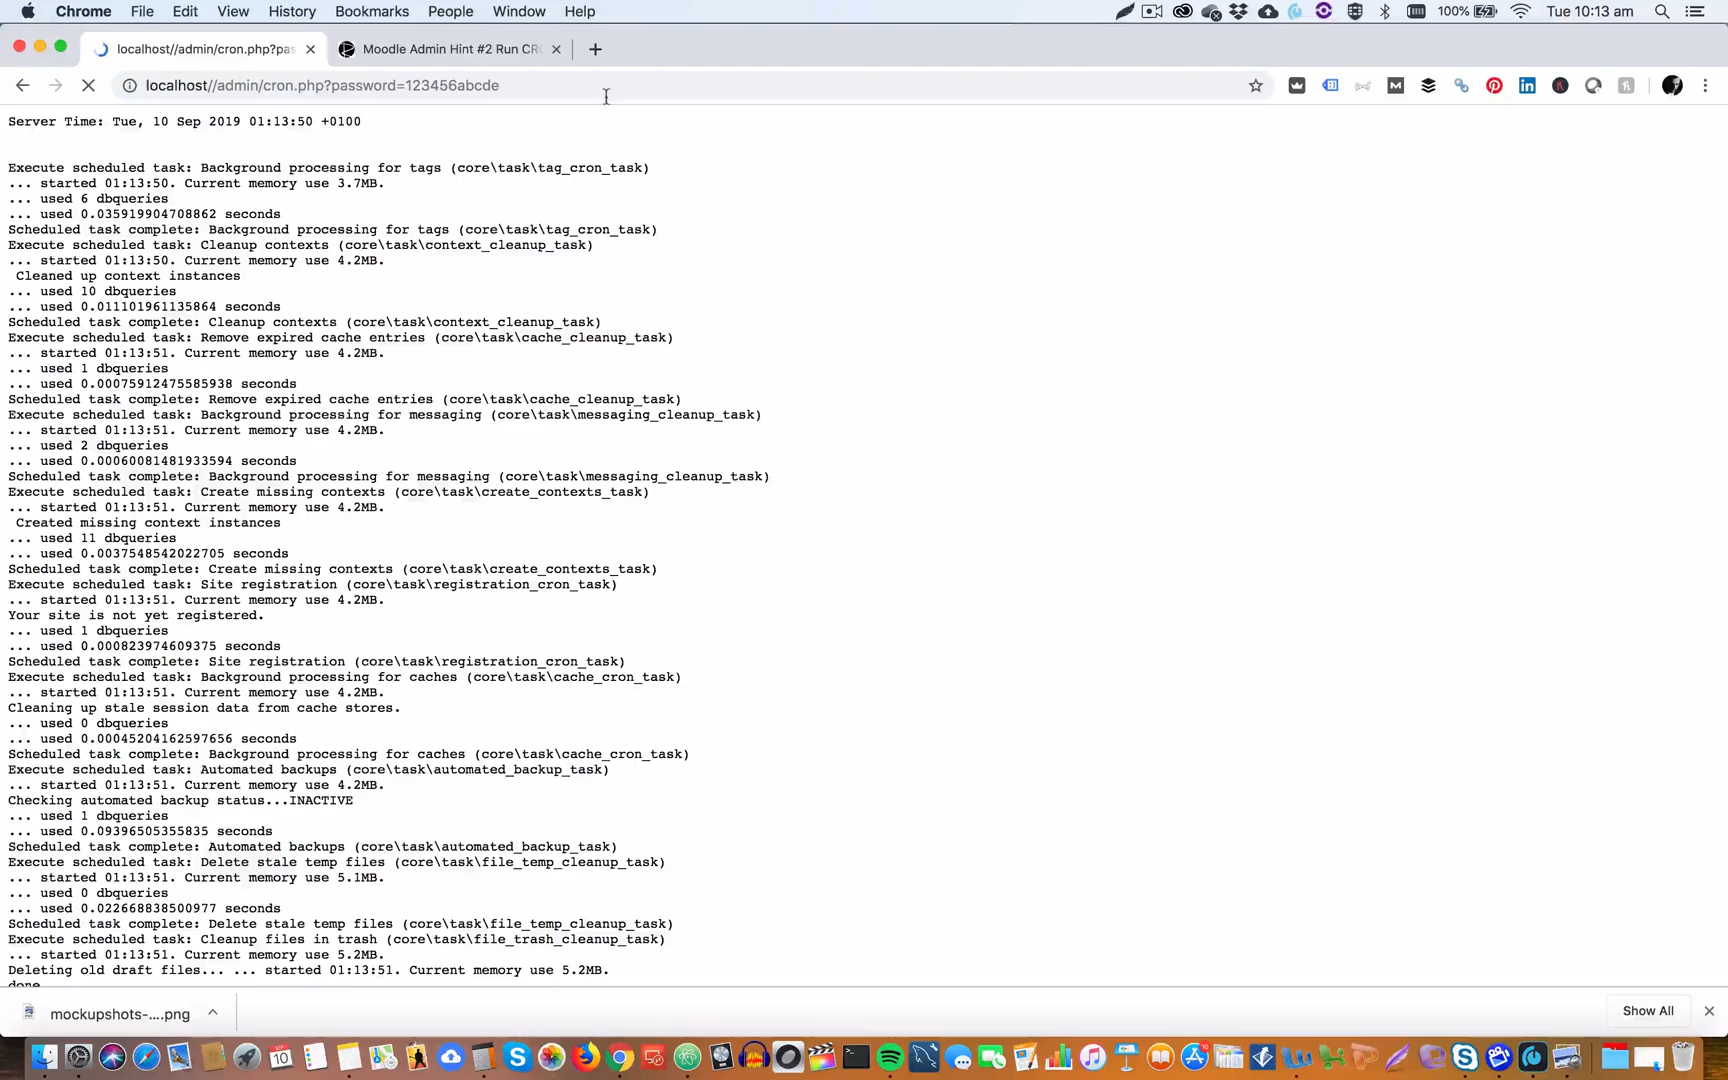 Chrome File Edit View History Bookmarks People Window Help 100% Tue 10:13 am
localhost//admin/cron.php?pas Moodle Admin Hint #2 Run CR
localhost//admin/cron.php?password=123456abcde
Server Time: Tue, 10 Sep 2019 01:13:50 +0100
Execute scheduled task: Background processing for tags (core\task\tag_cron_task)
... started 01:13:50. Current memory use 3.7MB.
... used 6 dbqueries
... used 0.035919904708862 seconds
Scheduled task complete: Background processing for tags (core\task\tag_cron_task)
Execute scheduled task: Cleanup contexts (core\task\context_cleanup_task)
... started 01:13:50. Current memory use 4.2MB.
Cleaned up context instances
... used 10 dbqueries
... used 0.011101961135864 seconds
Scheduled task complete: Cleanup contexts (core\task\context_cleanup_task)
Execute scheduled task: Remove expired cache entries (core\task\cache_cleanup_task)
... started 01:13:51. Current memory use 4.2MB.
... used 1 dbqueries
... used 0.00075912475585938 seconds
Scheduled task complete: Remove expired cache entries (core\task\cache_cleanup_task)
Execute scheduled task: Background processing for messaging (core\task\messaging_cleanup_task)
... started 01:13:51. Current memory use 4.2MB.
... used 2 dbqueries
... used 0.00060081481933594 seconds
Scheduled task complete: Background processing for messaging (core\task\messaging_cleanup_task)
Execute scheduled task: Create missing contexts (core\task\create_contexts_task)
... started 01:13:51. Current memory use 4.2MB.
Created missing context instances
... used 11 dbqueries
... used 0.0037548542022705 seconds
Scheduled task complete: Create missing contexts (core\task\create_contexts_task)
Execute scheduled task: Site registration (core\task\registration_cron_task)
... started 01:13:51. Current memory use 4.2MB.
Your site is not yet registered.
... used 1 dbqueries
... used 0.000823974609375 seconds
Scheduled task complete: Site registration (core\task\registration_cron_task)
Execute scheduled task: Background processing for caches (core\task\cache_cron_task)
... started 01:13:51. Current memory use 4.2MB.
Cleaning up stale session data from cache stores.
... used 0 dbqueries
... used 0.00045204162597656 seconds
Scheduled task complete: Background processing for caches (core\task\cache_cron_task)
Execute scheduled task: Automated backups (core\task\automated_backup_task)
... started 01:13:51. Current memory use 4.2MB.
Checking automated backup status...INACTIVE
... used 1 dbqueries
... used 0.09396505355835 seconds
Scheduled task complete: Automated backups (core\task\automated_backup_task)
Execute scheduled task: Delete stale temp files (core\task\file_temp_cleanup_task)
... started 01:13:51. Current memory use 5.1MB.
... used 0 dbqueries
... used 0.022668838500977 seconds
Scheduled task complete: Delete stale temp files (core\task\file_temp_cleanup_task)
Execute scheduled task: Cleanup files in trash (core\task\file_trash_cleanup_task)
... started 01:13:51. Current memory use 5.2MB.
Deleting old draft files... ... started 01:13:51. Current memory use 5.2MB.
done
mockupshots-....png Show All